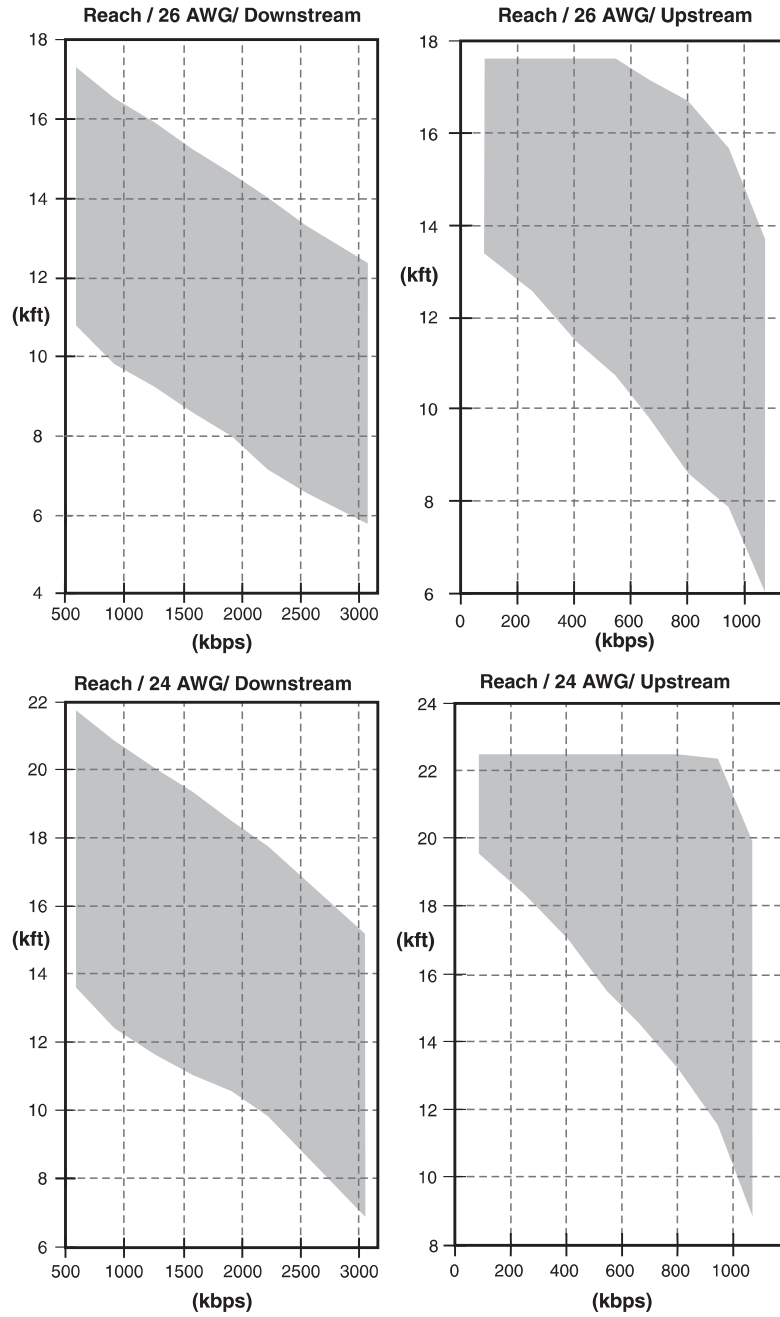 Reach / 26 AWG/ Downstream
18
16
14
12
(kft)
10
8
6
4
500 1000 1500 2000 2500 3000
(kbps)
Reach / 26 AWG/ Upstream
18
16
14
(kft)
12
10
8
6
0 200 400 600 800 1000
(kbps)
Reach / 24 AWG/ Downstream
22
20
18
16
(kft)
14
12
10
8
6
500 1000 1500 2000 2500 3000
(kbps)
Reach / 24 AWG/ Upstream
24
22
20
18
(kft)
16
14
12
10
8
0 200 400 600 800 1000
(kbps)